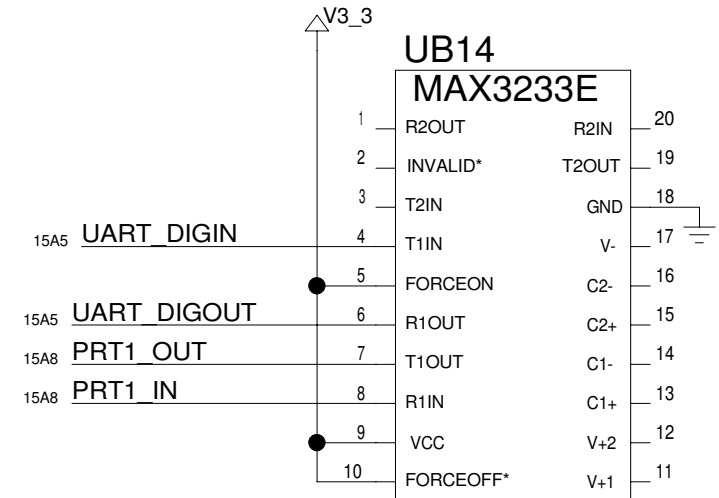 V3_3
UB14
MAX3233E
1 R2OUT R2IN 20
2 INVALID* T2OUT 19
3 T2IN GND 18
15A5 UART_DIGIN 4 T1IN V- 17
5 FORCEON C2- 16
15A5 UART_DIGOUT 6 R1OUT C2+ 15
15A8 PRT1_OUT 7 T1OUT C1- 14
15A8 PRT1_IN 8 R1IN C1+ 13
9 VCC V+2 12
10 FORCEOFF* V+1 11